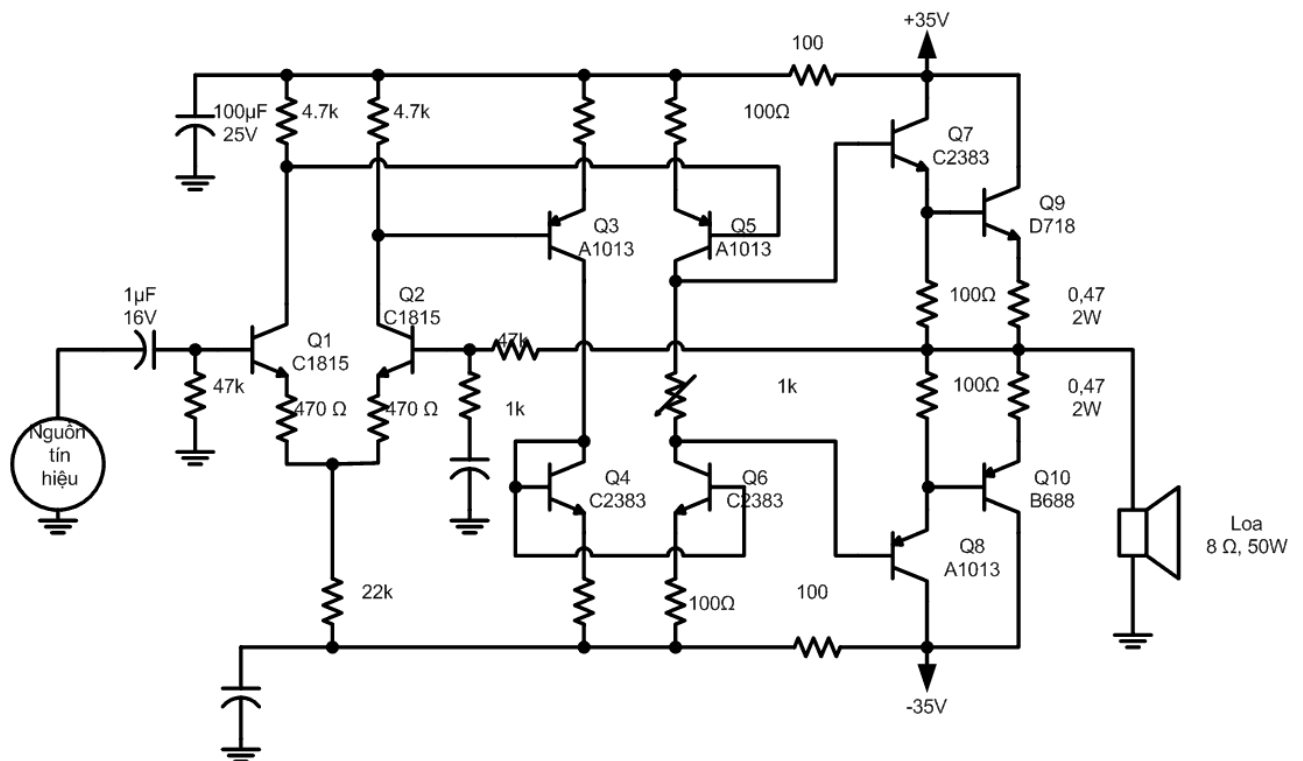 +35V
100
100µF
25V
4.7k
4.7k
100Ω
Q7
C2383
Q3
A1013
Q5
A1013
Q9
D718
1µF
16V
Q2
C1815
100Ω
0,47
2W
Q1
C1815
47k
47k
470 Ω
470 Ω
1k
1k
100Ω
0,47
2W
Nguồn
tín
hiệu
Q4
C2383
Q6
C2383
Q10
B688
Loa
8 Ω, 50W
Q8
A1013
22k
100Ω
100
-35V